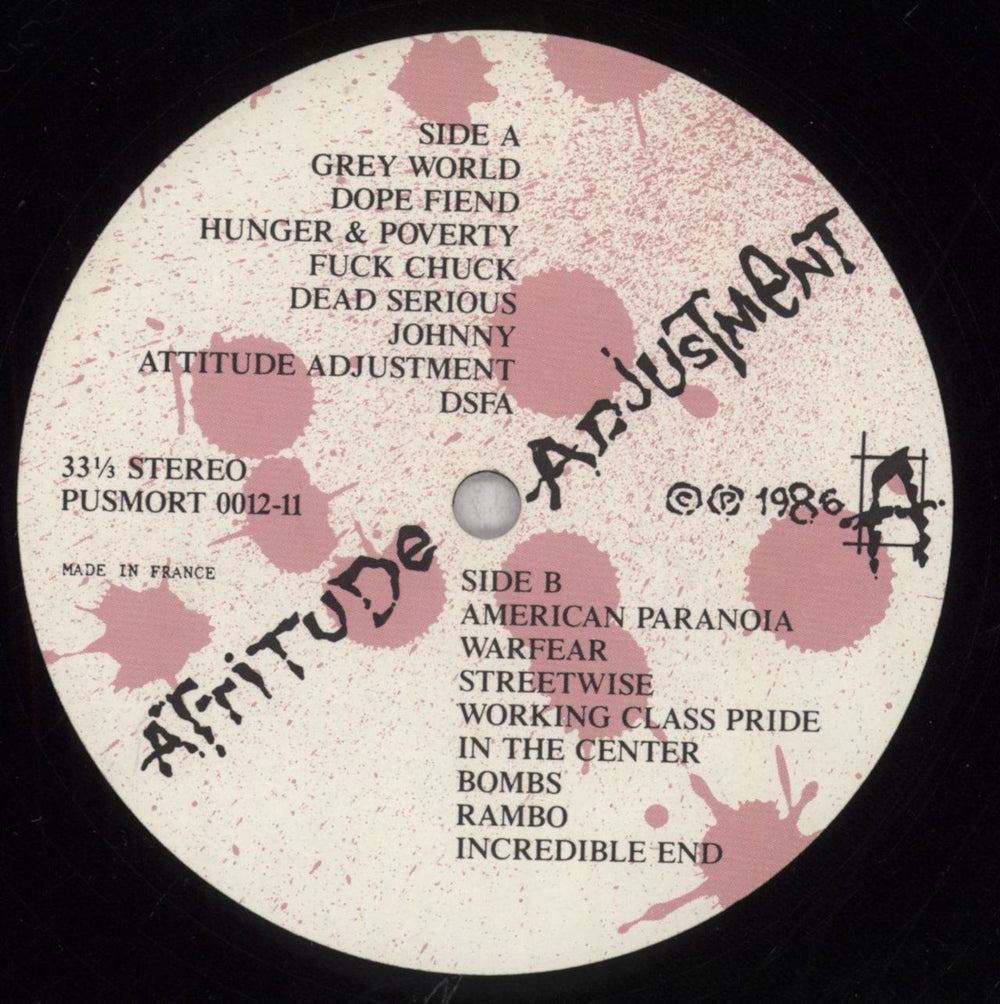 SIDE A
GREY WORLD
DOPE FIEND
HUNGER & POVERTY
FUCK CHUCK
DEAD SERIOUS
JOHNNY
ATTITUDE ADJUSTMENT
DSFA
33⅓ STEREO
PUSMORT 0012-11
MADE IN FRANCE
ATTiTUDe ADJUSTMENT
© ℗ 1986
A
SIDE B
AMERICAN PARANOIA
WARFEAR
STREETWISE
WORKING CLASS PRIDE
IN THE CENTER
BOMBS
RAMBO
INCREDIBLE END